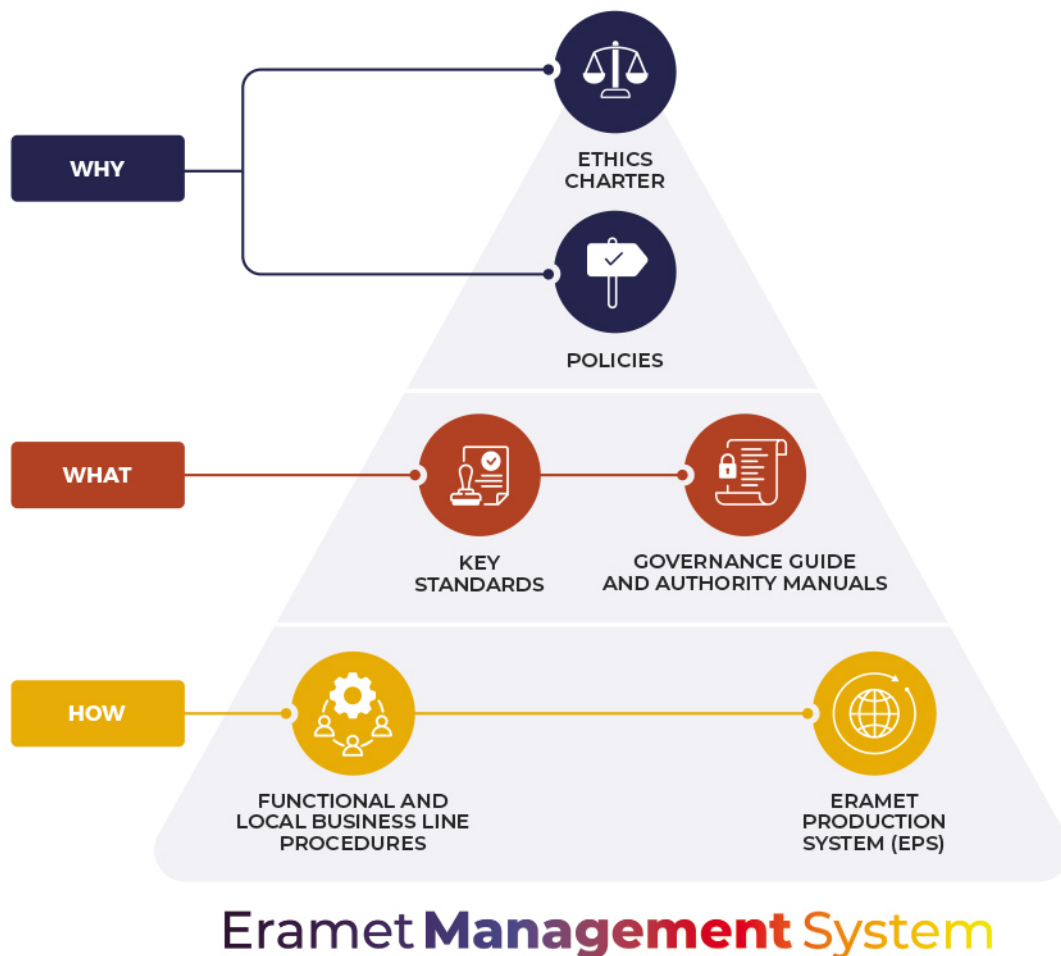 WHY
ETHICS
CHARTER
POLICIES
WHAT
KEY
STANDARDS
GOVERNANCE GUIDE
AND AUTHORITY MANUALS
HOW
FUNCTIONAL AND
LOCAL BUSINESS LINE
PROCEDURES
ERAMET
PRODUCTION
SYSTEM (EPS)
Eramet Management System